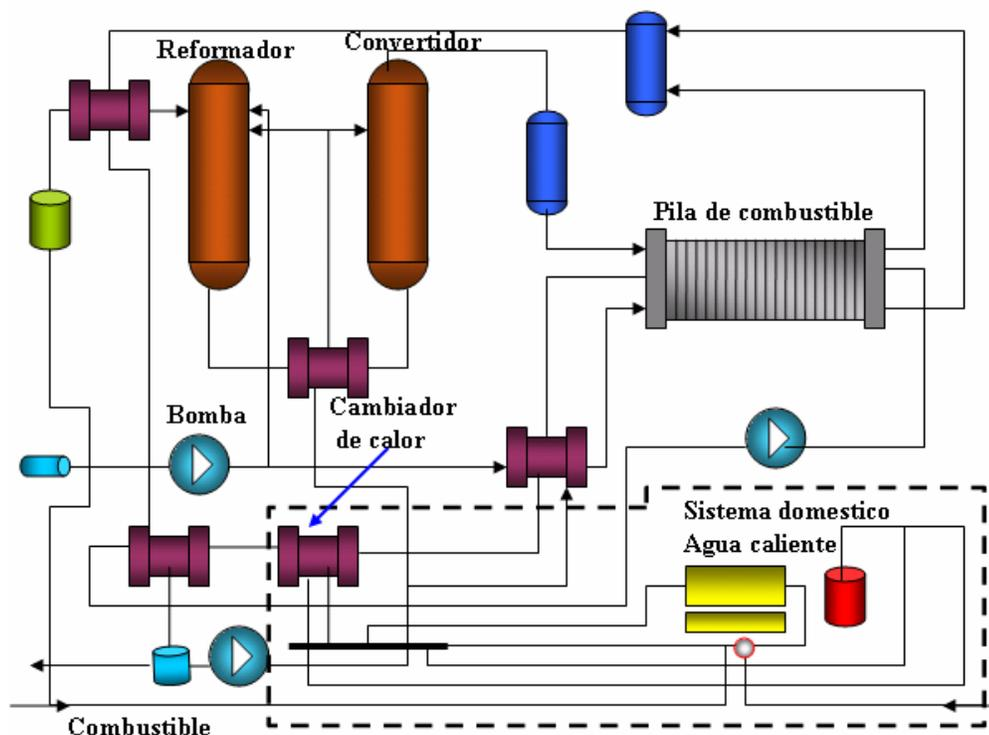 Reformador
Convertidor
Pila de combustible
Bomba
Cambiador
de calor
Sistema domestico
Agua caliente
Combustible